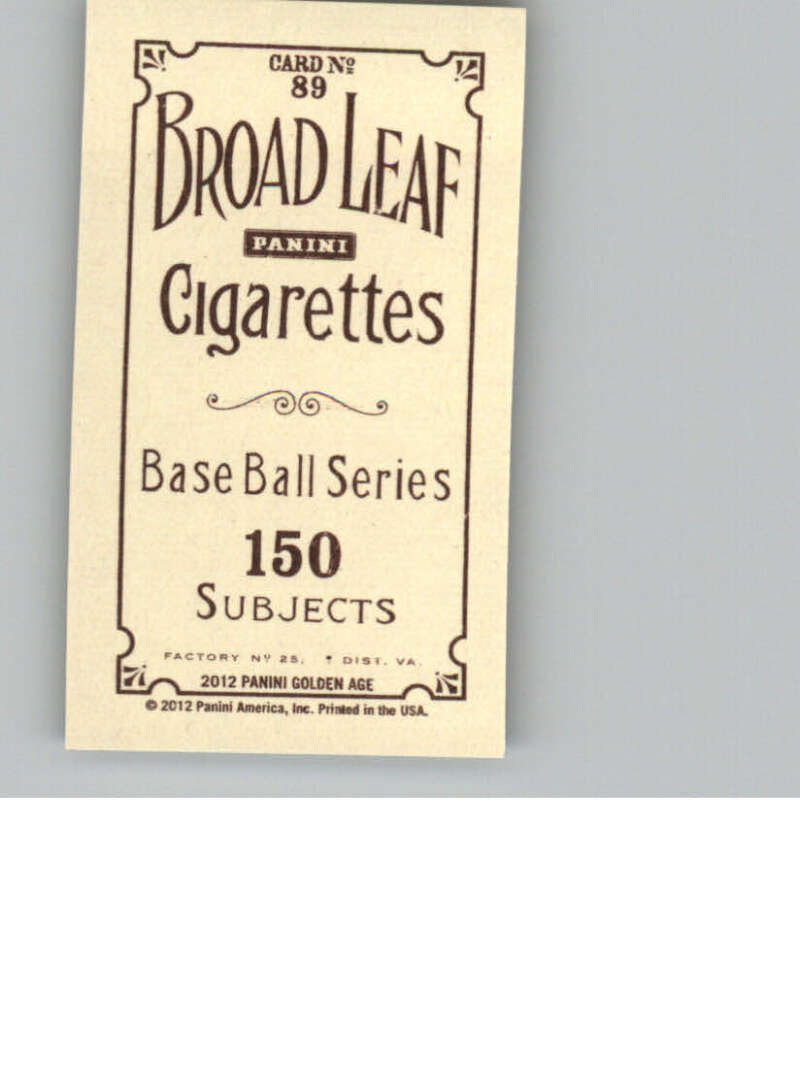 CARD Nº
89
BROAD LEAF
PANINI
Cigarettes
Base Ball Series
150
SUBJECTS
FACTORY Nº 25, DIST. VA.
2012 PANINI GOLDEN AGE
© 2012 Panini America, Inc. Printed in the USA.